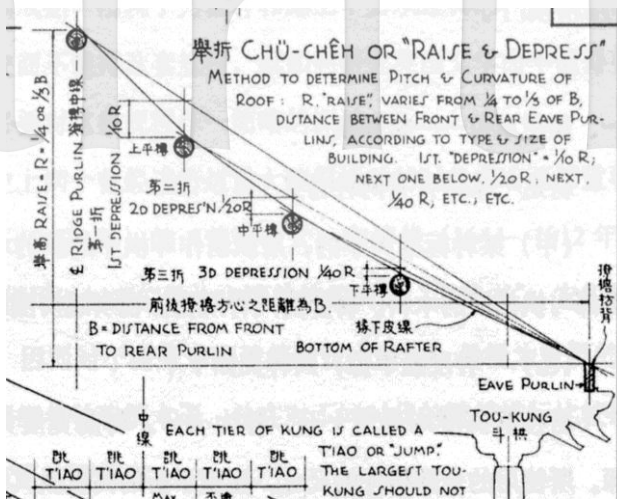 舉折 CHÜ-CHÊH OR "RAISE & DEPRESS"
METHOD TO DETERMINE PITCH & CURVATURE OF
ROOF: R, "RAISE", VARIES FROM 1/4 TO 1/3 OF B,
DISTANCE BETWEEN FRONT & REAR EAVE PUR-
LINS, ACCORDING TO TYPE & SIZE OF
BUILDING. 1ST. "DEPRESSION" = 1/10 R;
NEXT ONE BELOW, 1/20 R; NEXT,
1/40 R, ETC.; ETC.
舉高 RAISE = R = 1/4 OR 1/3 B
RIDGE PURLIN
第一折
1ST DEPRESSION 1/10 R
上平槫
第二折
2D DEPRES'N 1/20 R
中平槫
第三折 3D DEPRESSION 1/40 R
下平槫
前後橑檐方心之距離為B.
B = DISTANCE FROM FRONT
TO REAR PURLIN
椽下皮線
BOTTOM OF RAFTER
橑檐枋背
EAVE PURLIN
TOU-KUNG
斗栱
中線
EACH TIER OF KUNG IS CALLED A
T'IAO OR "JUMP".
THE LARGEST TOU-
KUNG SHOULD NOT
跳 跳 跳 跳
T'IAO T'IAO T'IAO T'IAO
MAX